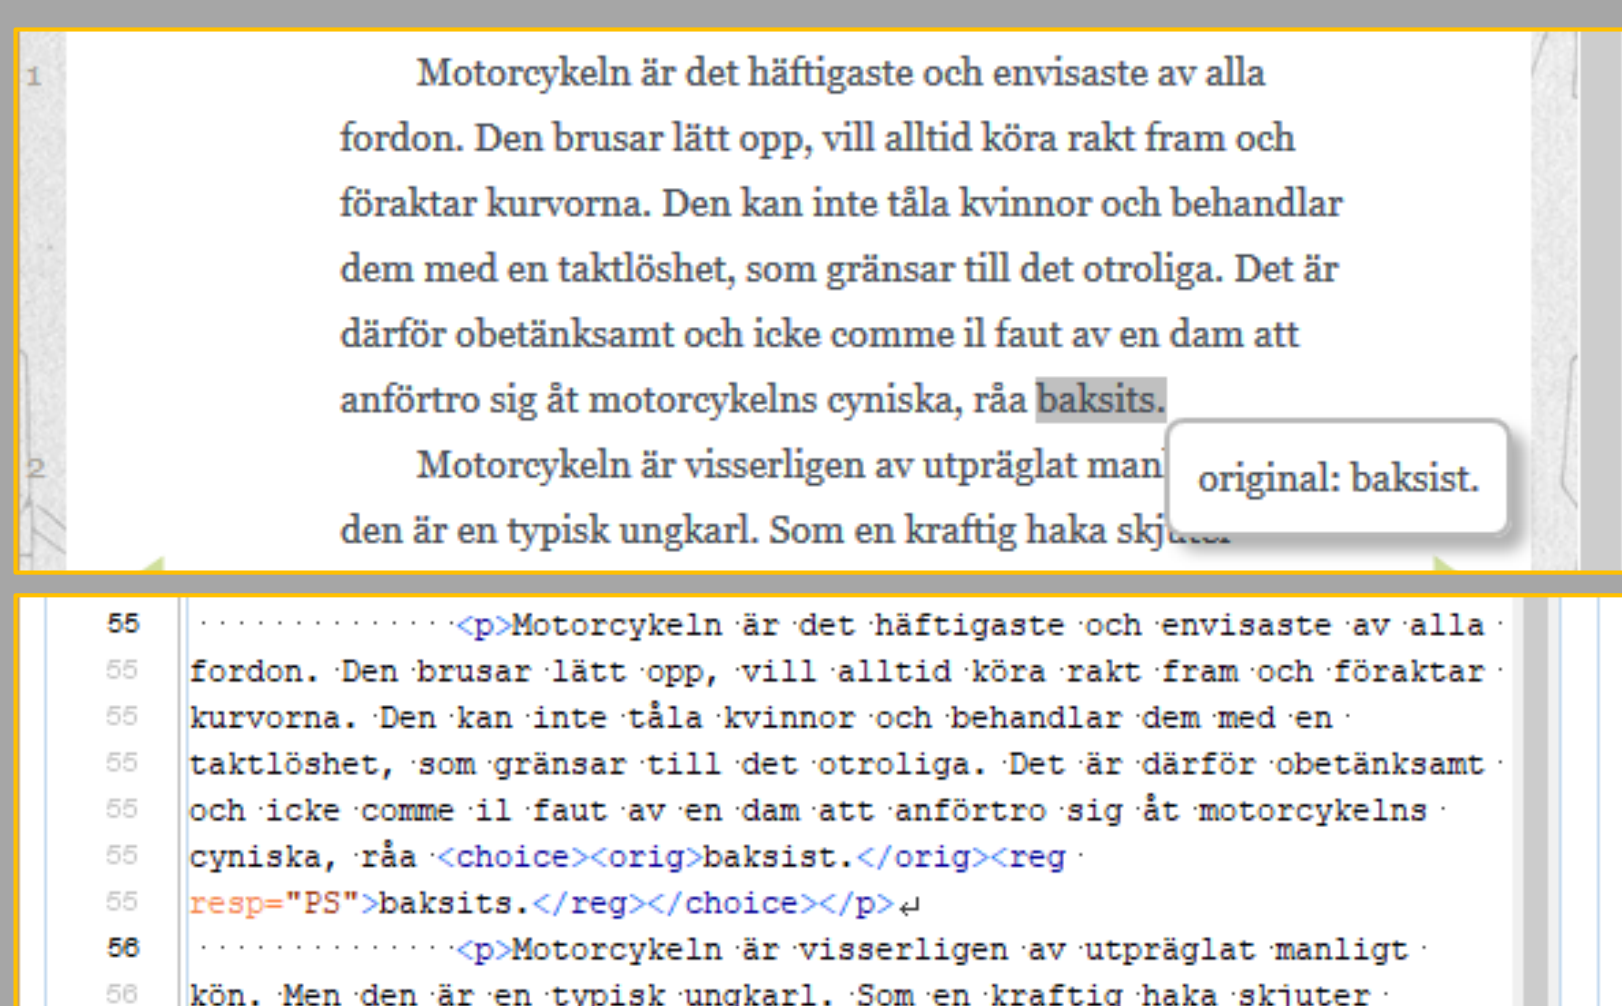 1
Motorcykeln är det häftigaste och envisaste av alla
fordon. Den brusar lätt opp, vill alltid köra rakt fram och
föraktar kurvorna. Den kan inte tåla kvinnor och behandlar
dem med en taktlöshet, som gränsar till det otroliga. Det är
därför obetänksamt och icke comme il faut av en dam att
anförtro sig åt motorcykelns cyniska, råa baksits.
original: baksist.
2
Motorcykeln är visserligen av utpräglat
den är en typisk ungkarl. Som en kraftig haka
55 <p>Motorcykeln är det häftigaste och envisaste av alla
55 fordon. Den brusar lätt opp, vill alltid köra rakt fram och föraktar
55 kurvorna. Den kan inte tåla kvinnor och behandlar dem med en
55 taktlöshet, som gränsar till det otroliga. Det är därför obetänksamt
55 och icke comme il faut av en dam att anförtro sig åt motorcykelns
55 cyniska, råa <choice><orig>baksist.</orig><reg
55 resp="PS">baksits.</reg></choice></p>
56 <p>Motorcykeln är visserligen av utpräglat manligt
56 kön. Men den är en typisk ungkarl. Som en kraftig haka skjuter